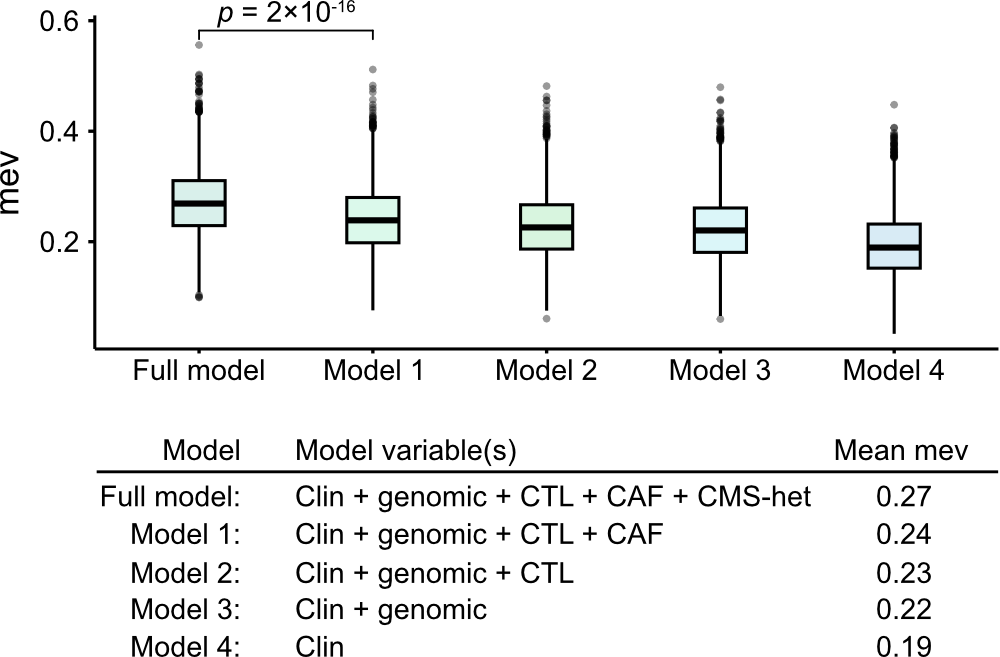 p = 2×10-16
0.6
0.4
0.2
mev
Full model Model 1 Model 2 Model 3 Model 4
Model Model variable(s) Mean mev
Full model: Clin + genomic + CTL + CAF + CMS-het 0.27
Model 1: Clin + genomic + CTL + CAF 0.24
Model 2: Clin + genomic + CTL 0.23
Model 3: Clin + genomic 0.22
Model 4: Clin 0.19